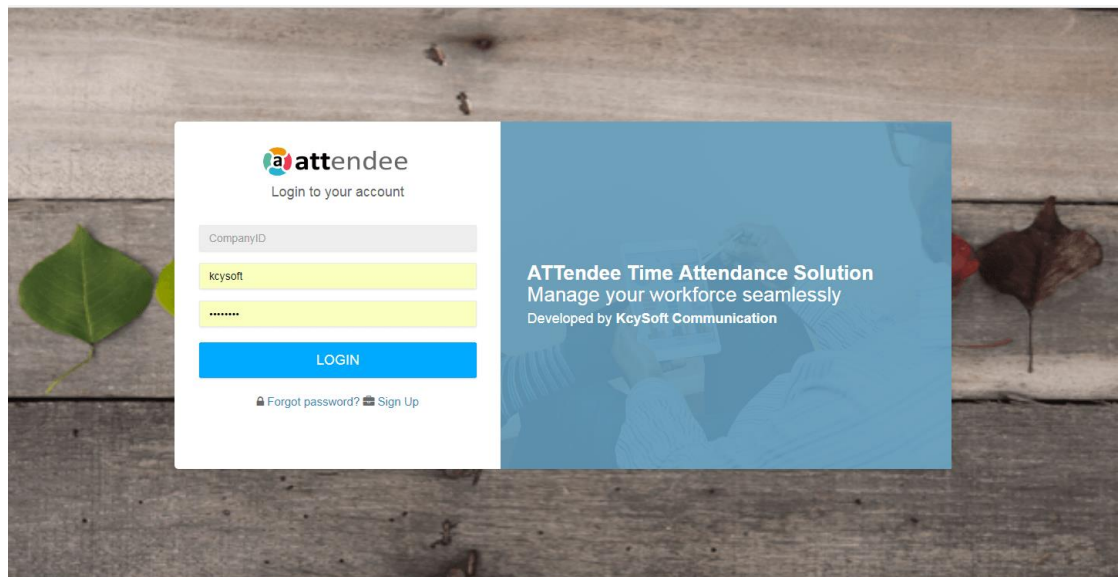 attendee
Login to your account
CompanyID
kcysoft
••••••••
LOGIN
Forgot password? Sign Up
ATTendee Time Attendance Solution
Manage your workforce seamlessly
Developed by KcySoft Communication